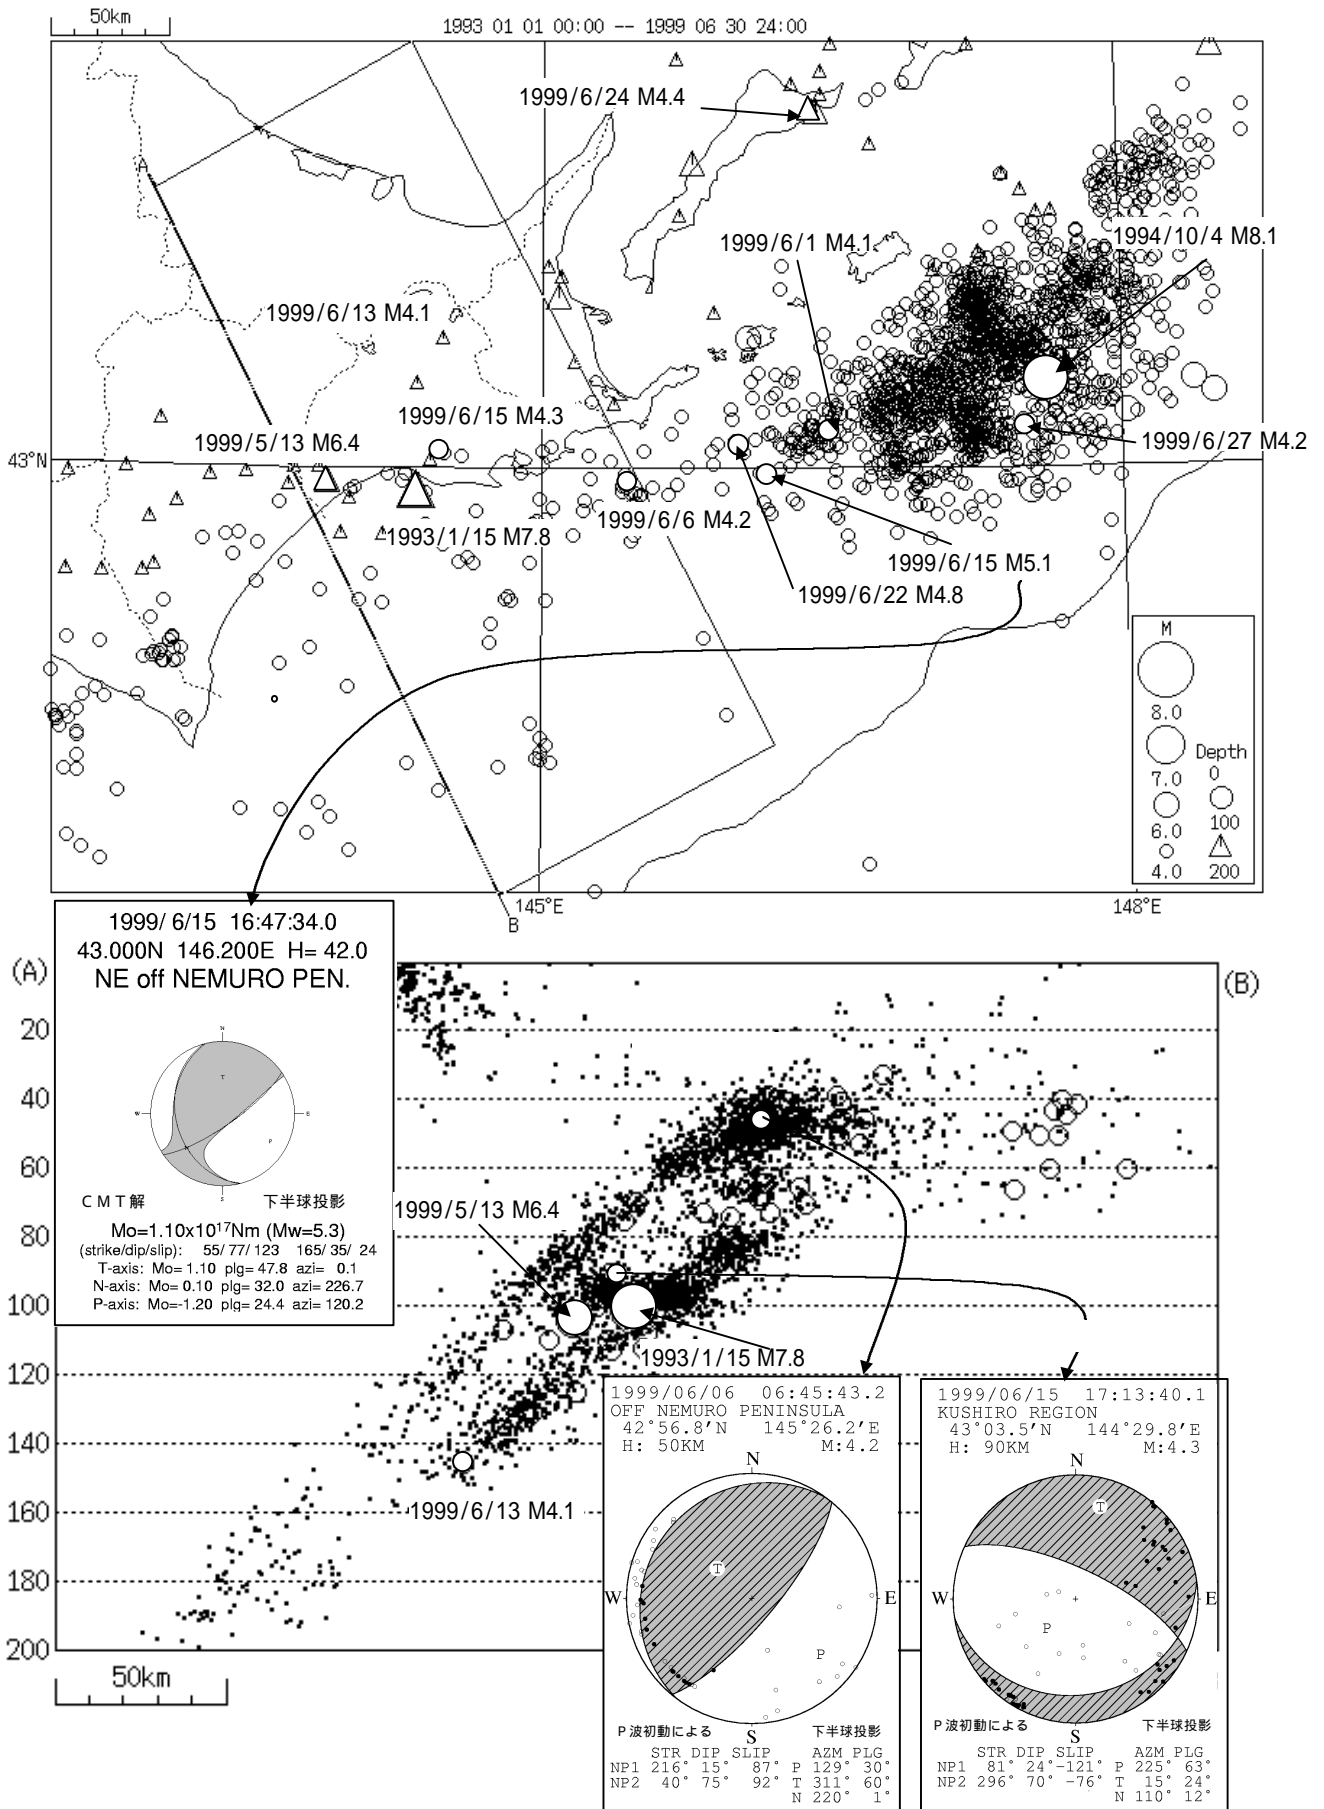 50km
1993 01 01 00:00 -- 1999 06 30 24:00
1999/6/24 M4.4
A
1999/6/1 M4.1
1994/10/4 M8.1
1999/6/13 M4.1
1999/6/15 M4.3
1999/5/13 M6.4
43°N
1999/6/27 M4.2
1999/6/6 M4.2
1993/1/15 M7.8
1999/6/15 M5.1
1999/6/22 M4.8
M
8.0
7.0
6.0
4.0
Depth
0
100
200
145°E
148°E
B
1999/ 6/15 16:47:34.0
43.000N 146.200E H= 42.0
NE off NEMURO PEN.
N
T
W
E
P
N
S
CMT解 下半球投影
Mo=1.10x10¹⁷Nm (Mw=5.3)
(strike/dip/slip): 55/ 77/ 123 165/ 35/ 24
T-axis: Mo= 1.10 plg= 47.8 azi= 0.1
N-axis: Mo= 0.10 plg= 32.0 azi= 226.7
P-axis: Mo=-1.20 plg= 24.4 azi= 120.2
(A)
(B)
20
40
60
80
100
120
140
160
180
200
1999/5/13 M6.4
1993/1/15 M7.8
1999/6/13 M4.1
50km
1999/06/06 06:45:43.2
OFF NEMURO PENINSULA
42°56.8'N 145°26.2'E
H: 50KM M:4.2
N
T
W
E
P
S
P波初動による 下半球投影
STR DIP SLIP AZM PLG
NP1 216° 15° 87° P 129° 30°
NP2 40° 75° 92° T 311° 60°
N 220° 1°
1999/06/15 17:13:40.1
KUSHIRO REGION
43°03.5'N 144°29.8'E
H: 90KM M:4.3
N
T
W
E
P
S
P波初動による 下半球投影
STR DIP SLIP AZM PLG
NP1 81° 24°-121° P 225° 63°
NP2 296° 70° -76° T 15° 24°
N 110° 12°